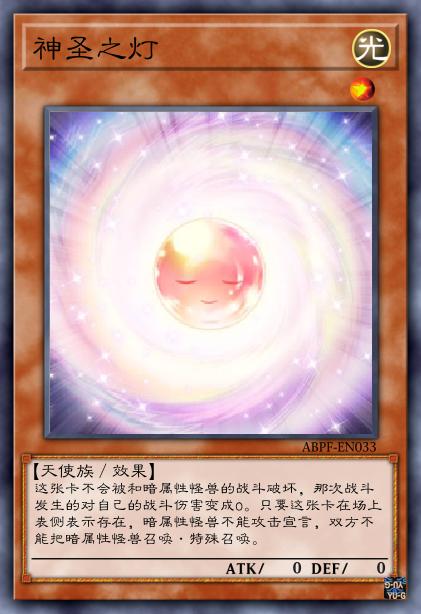 神圣之灯
光
ABPF-EN033
【天使族/效果】
这张卡不会被和暗属性怪兽的战斗破坏，那次战斗
发生的对自己的战斗伤害变成0。只要这张卡在场上
表侧表示存在，暗属性怪兽不能攻击宣言，双方不
能把暗属性怪兽召唤·特殊召唤。
ATK/ 0 DEF/ 0
YU-G